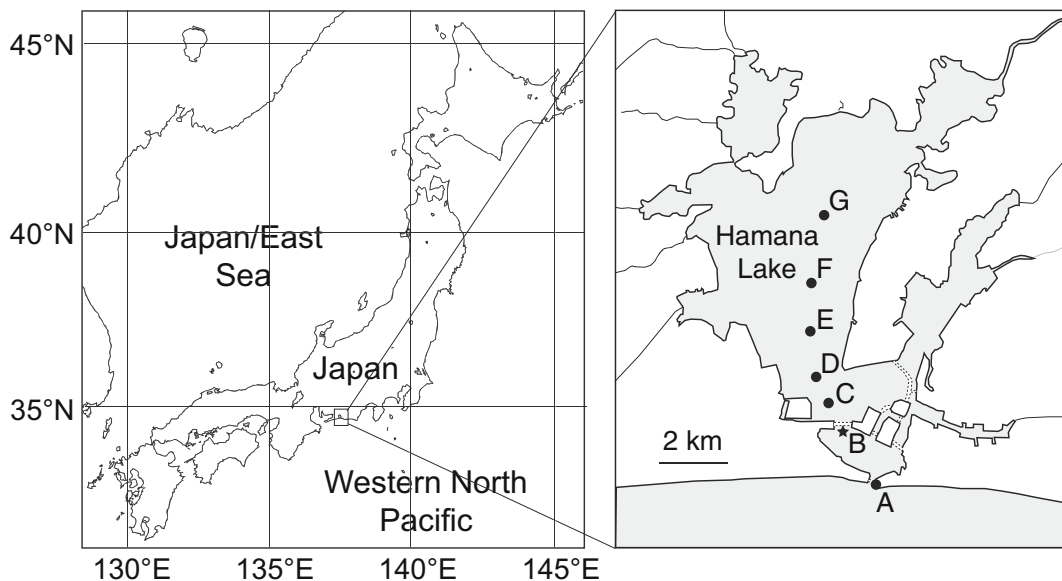 45°N
40°N
35°N
130°E
135°E
140°E
145°E
Japan/East
Sea
Japan
Western North
Pacific
G
Hamana
Lake
F
E
D
C
B
2 km
A